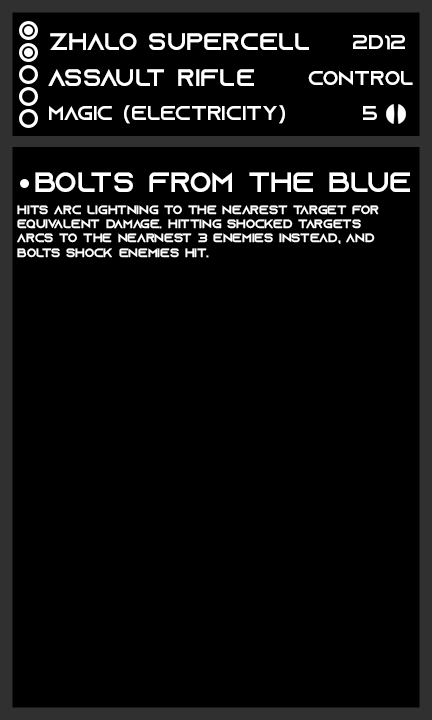 ZHALO SUPERCELL 2D12
ASSAULT RIFLE CONTROL
MAGIC (ELECTRICITY) 5
•BOLTS FROM THE BLUE
HITS ARC LIGHTNING TO THE NEAREST TARGET FOR
EQUIVALENT DAMAGE. HITTING SHOCKED TARGETS
ARCS TO THE NEARNEST 3 ENEMIES INSTEAD, AND
BOLTS SHOCK ENEMIES HIT.